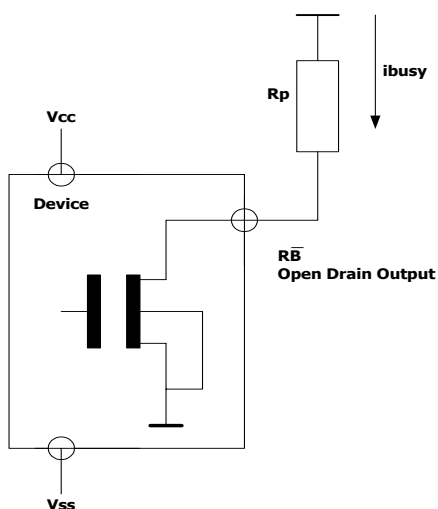 ibusy
Rp
Vcc
Device
RB̅
Open Drain Output
Vss